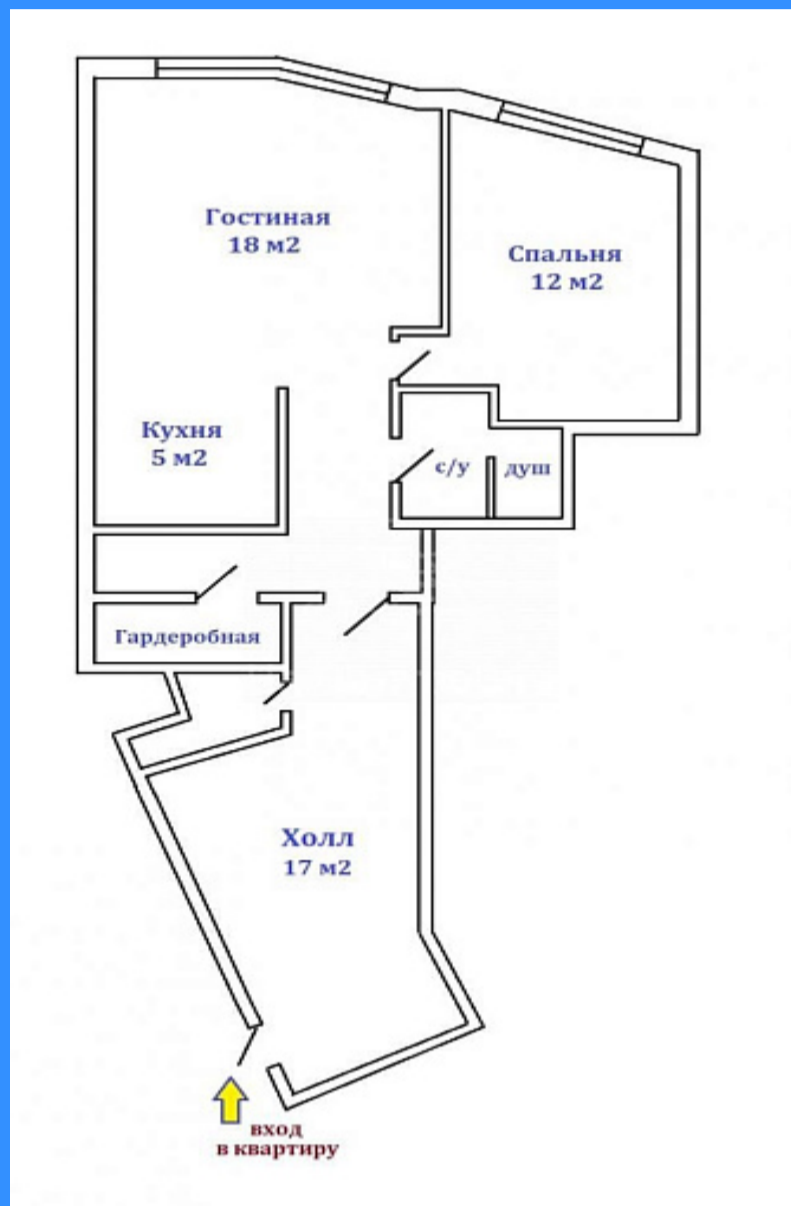 Гостиная
18 м2
Спальня
12 м2
Кухня
5 м2
с/у
душ
Гардеробная
Холл
17 м2
вход
в квартиру